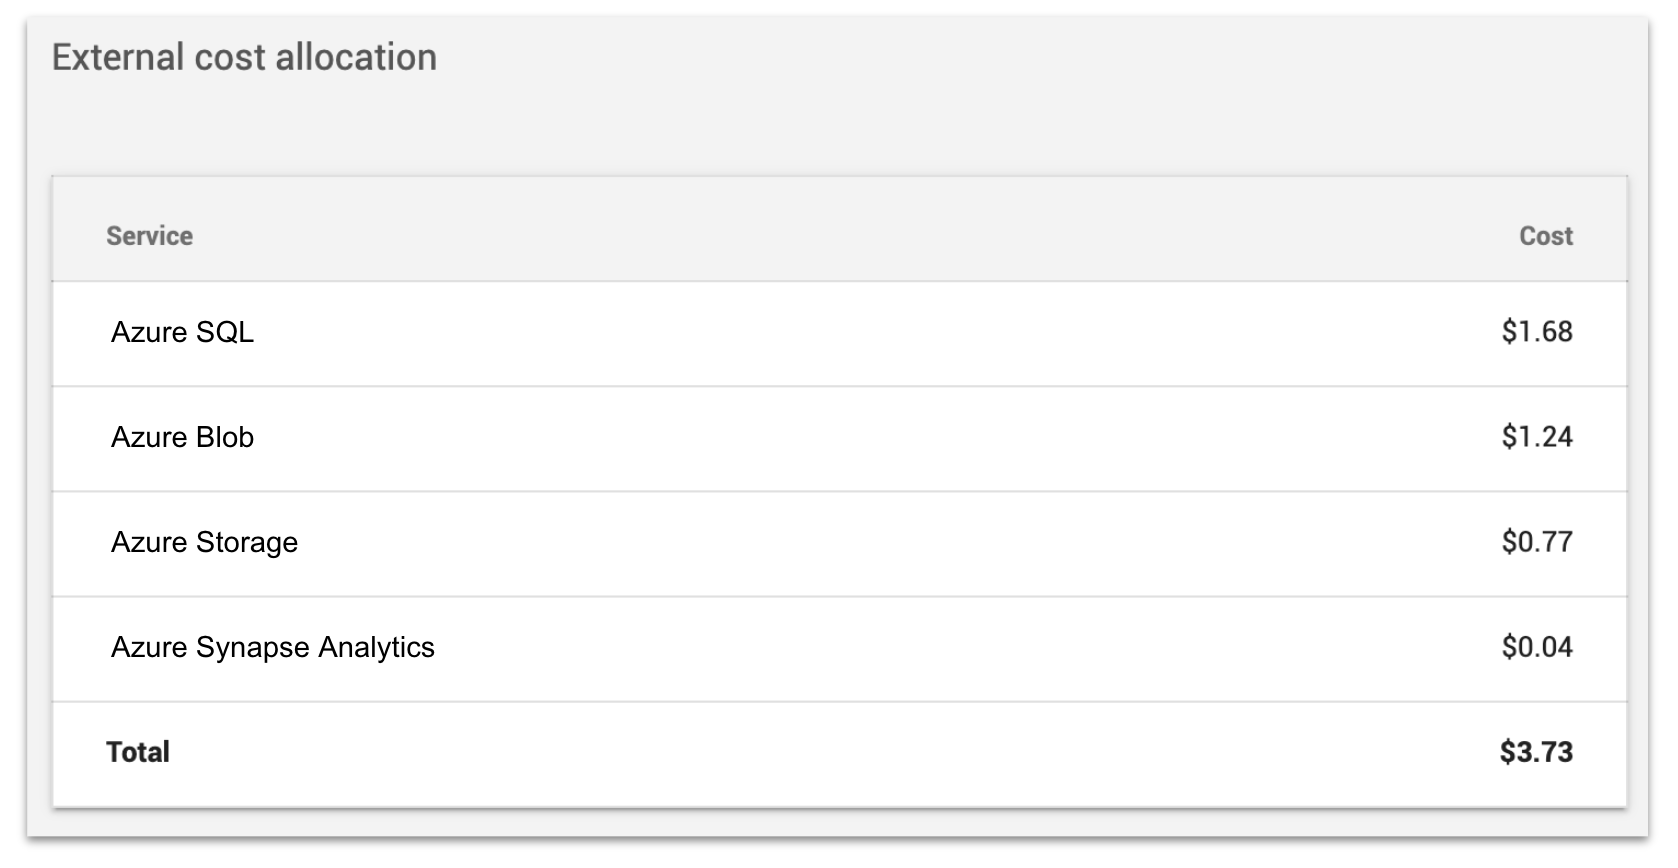 External cost allocation
Service Cost
Azure SQL $1.68
Azure Blob $1.24
Azure Storage $0.77
Azure Synapse Analytics $0.04
Total $3.73